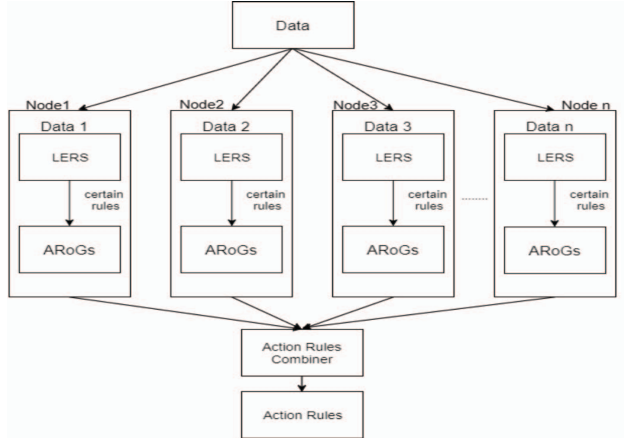 Data
Node1
Node2
Node3
Node n
Data 1
Data 2
Data 3
Data n
LERS
LERS
LERS
LERS
certain
rules
certain
rules
certain
rules
certain
rules
........
ARoGs
ARoGs
ARoGs
ARoGs
Action Rules
Combiner
Action Rules